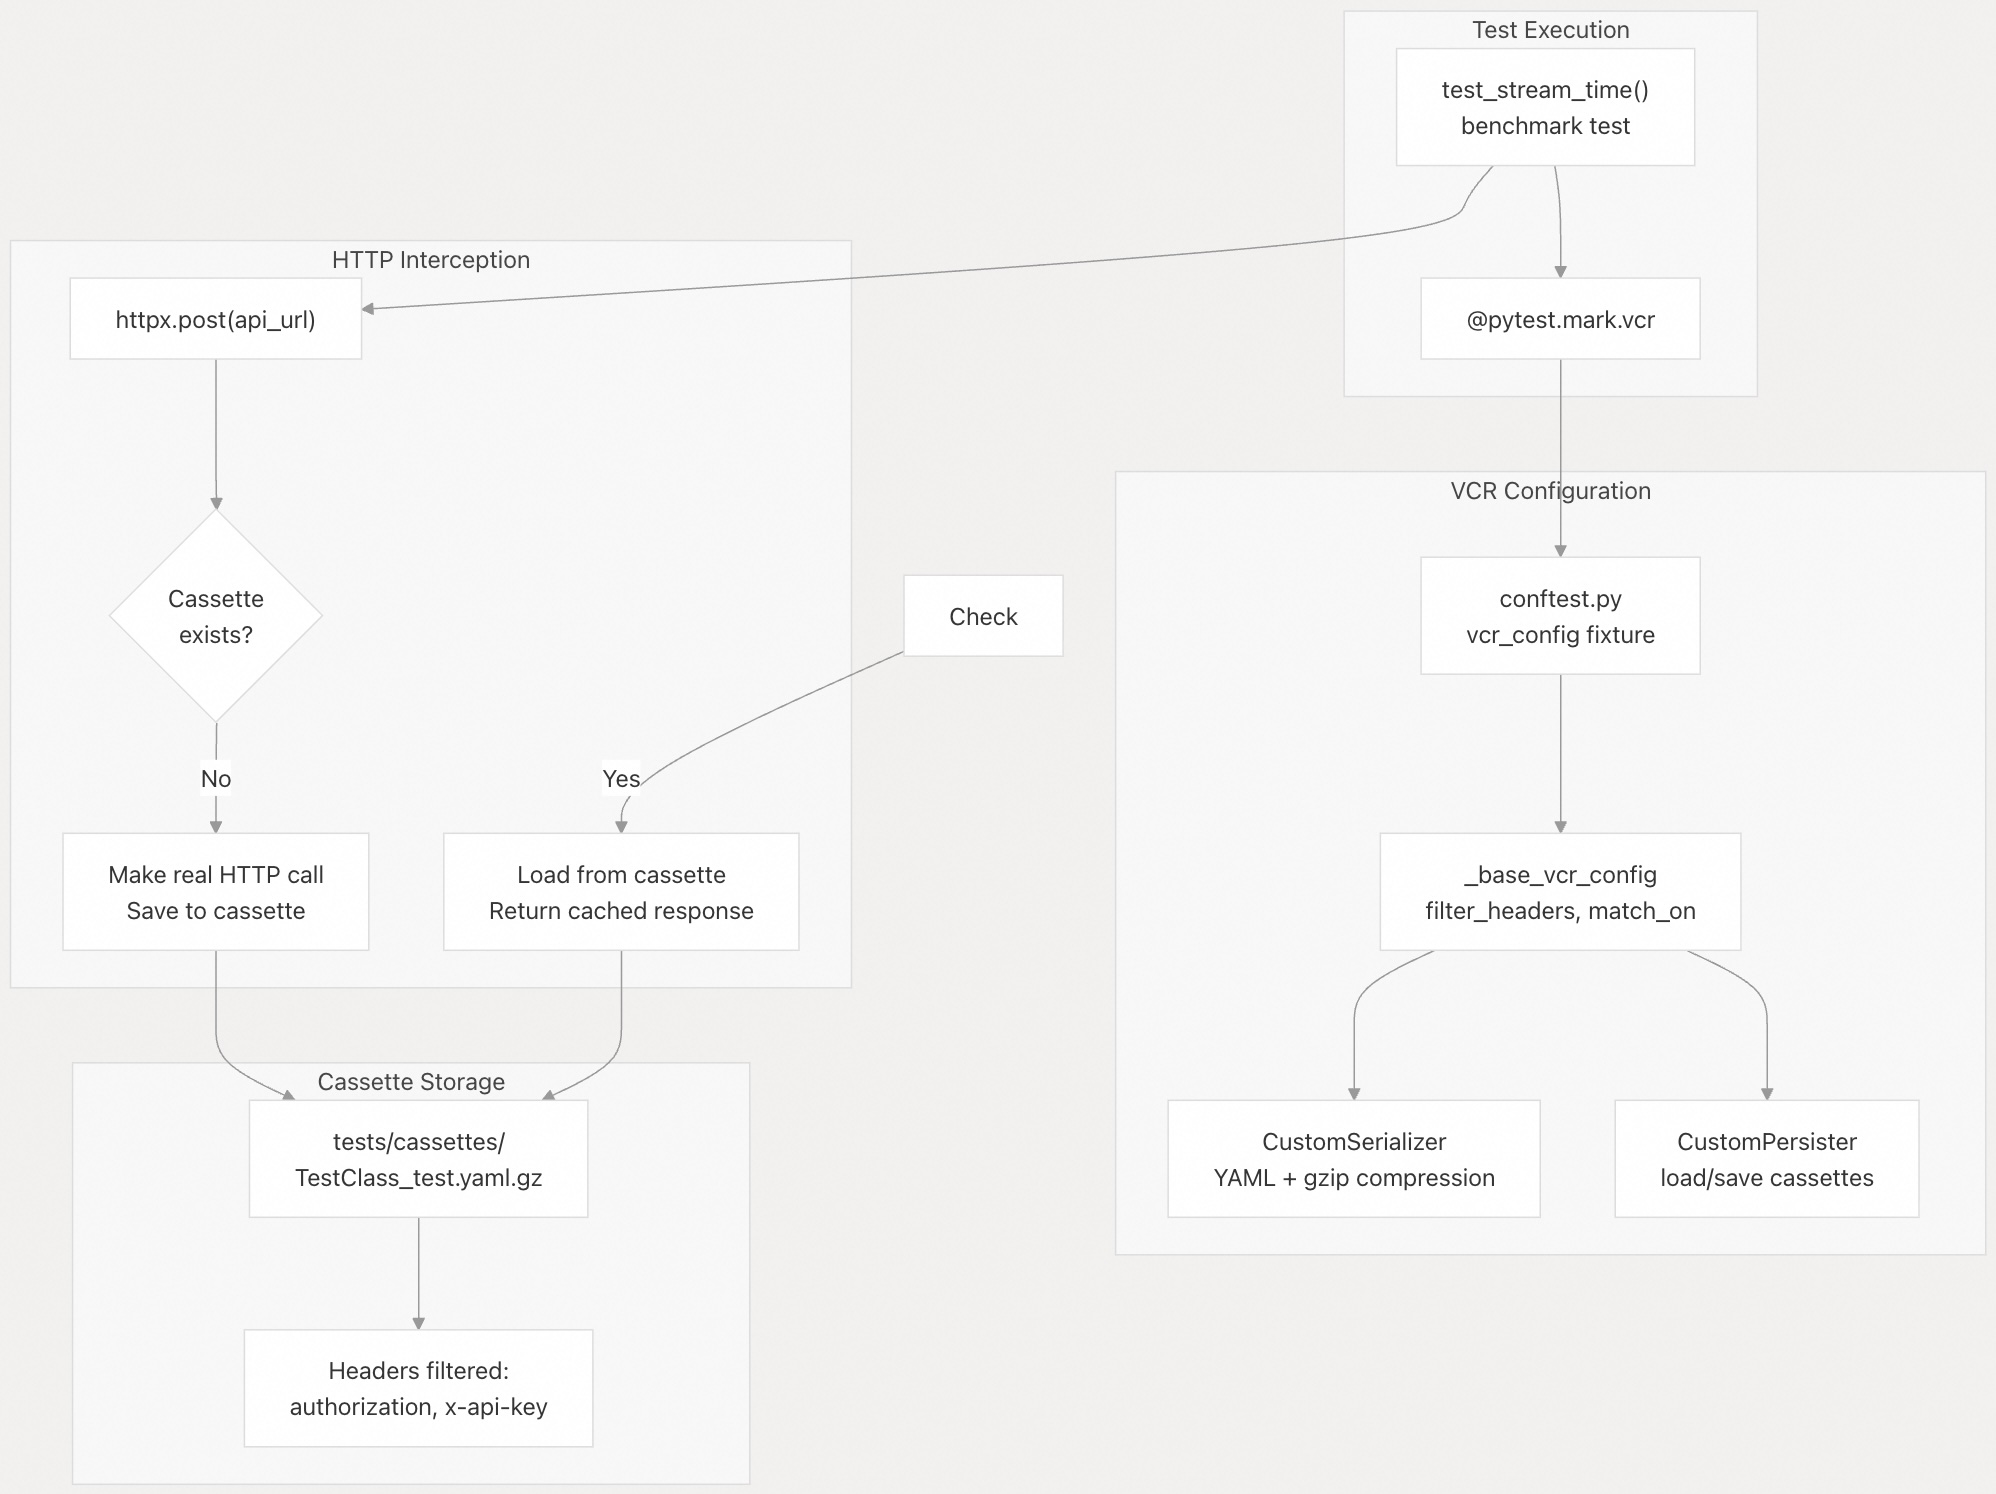 Test Execution
test_stream_time()
benchmark test
@pytest.mark.vcr
HTTP Interception
httpx.post(api_url)
Cassette
exists?
No
Make real HTTP call
Save to cassette
Check
Yes
Load from cassette
Return cached response
VCR Configuration
conftest.py
vcr_config fixture
_base_vcr_config
filter_headers, match_on
CustomSerializer
YAML + gzip compression
CustomPersister
load/save cassettes
Cassette Storage
tests/cassettes/
TestClass_test.yaml.gz
Headers filtered:
authorization, x-api-key